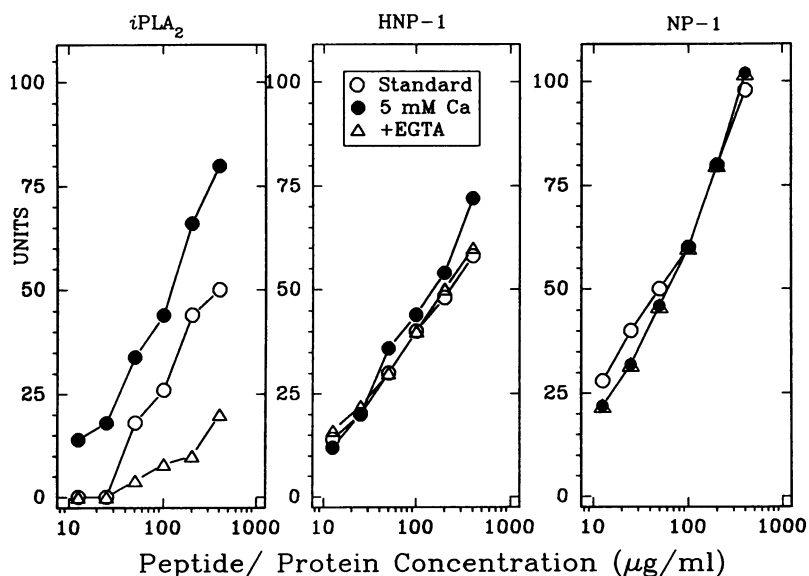 iPLA2
HNP-1
NP-1
100
75
50
25
0
UNITS
100
75
50
25
0
Standard
5 mM Ca
+EGTA
100
75
50
25
0
10 100 1000
10 100 1000
10 100 1000
Peptide/ Protein Concentration (μg/ml)